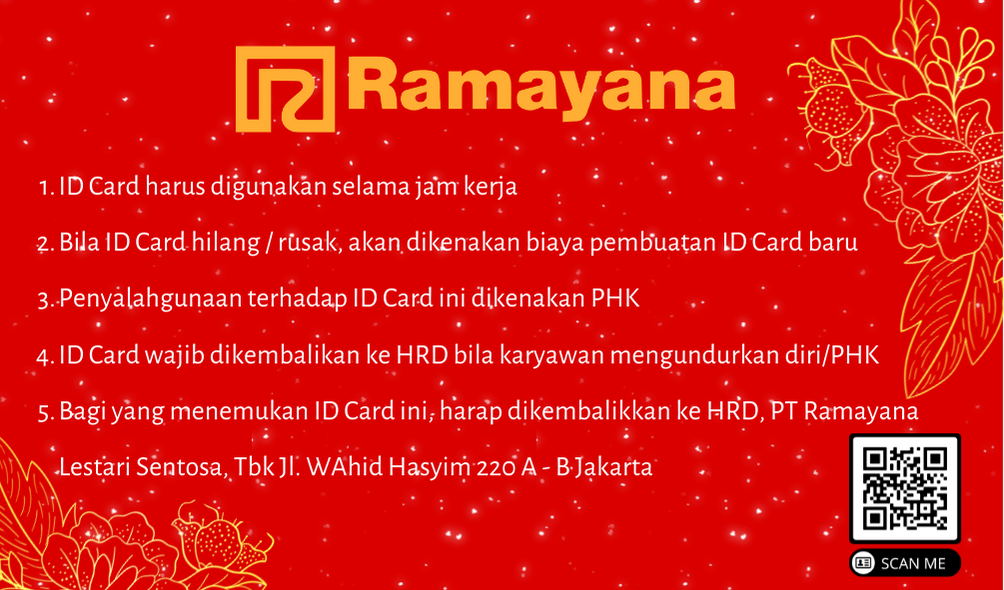 Ramayana
1. ID Card harus digunakan selama jam kerja
2. Bila ID Card hilang / rusak, akan dikenakan biaya pembuatan ID Card baru
3. Penyalahgunaan terhadap ID Card ini dikenakan PHK
4. ID Card wajib dikembalikan ke HRD bila karyawan mengundurkan diri/PHK
5. Bagi yang menemukan ID Card ini, harap dikembalikkan ke HRD, PT Ramayana
Lestari Sentosa, Tbk Jl. WAhid Hasyim 220 A - B Jakarta
SCAN ME